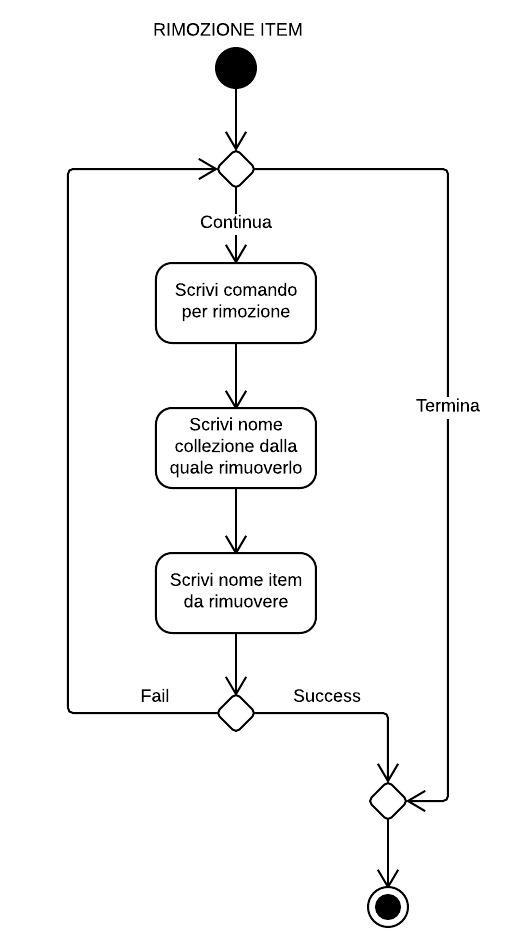 RIMOZIONE ITEM
Continua
Scrivi comando
per rimozione
Termina
Scrivi nome
collezione dalla
quale rimuoverlo
Scrivi nome item
da rimuovere
Fail
Success